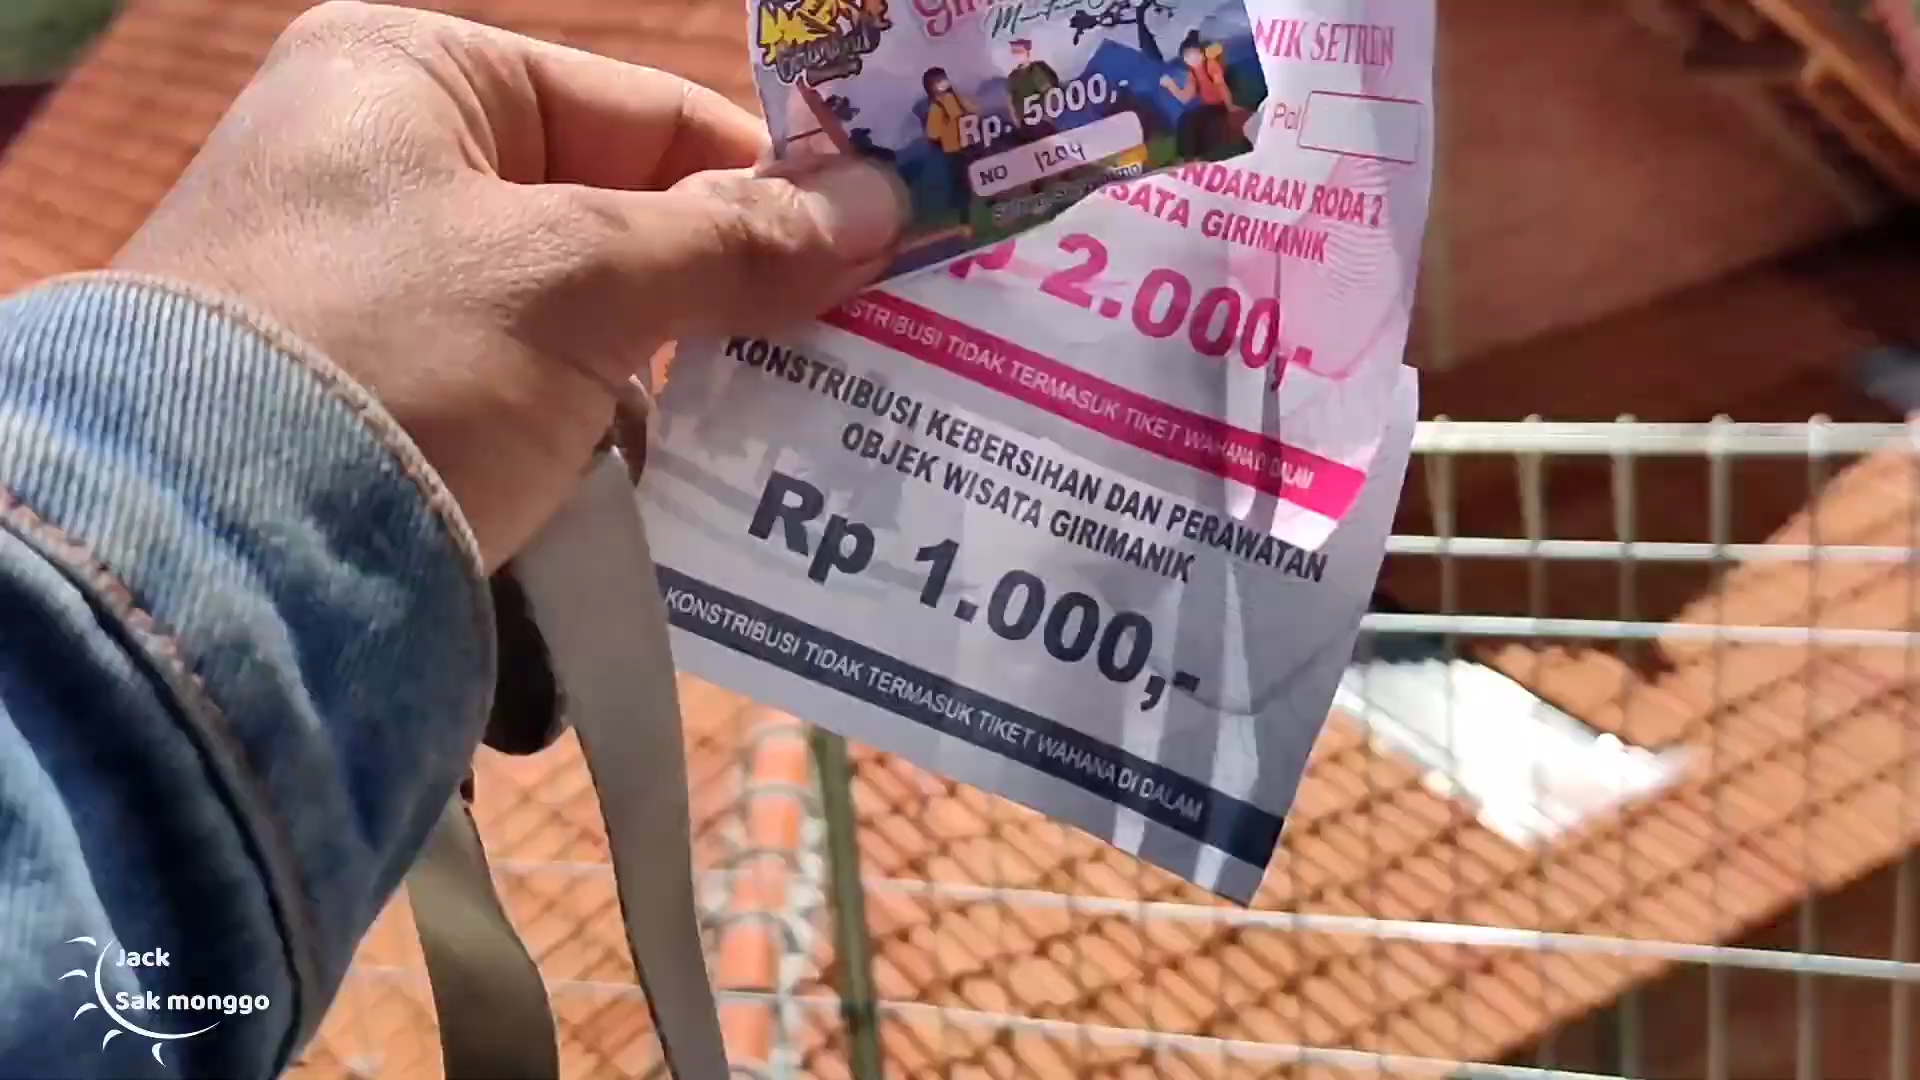 NIK SETREN
Pol
Rp. 5000,-
NO 1204
NDARAAN RODA 2
ISATA GIRIMANIK
p 2.000,-
STRIBUSI TIDAK TERMASUK TIKET WAHANA DI DALAM
KONSTRIBUSI KEBERSIHAN DAN PERAWATAN
OBJEK WISATA GIRIMANIK
Rp 1.000,-
KONSTRIBUSI TIDAK TERMASUK TIKET WAHANA DI DALAM
Jack
Sak monggo